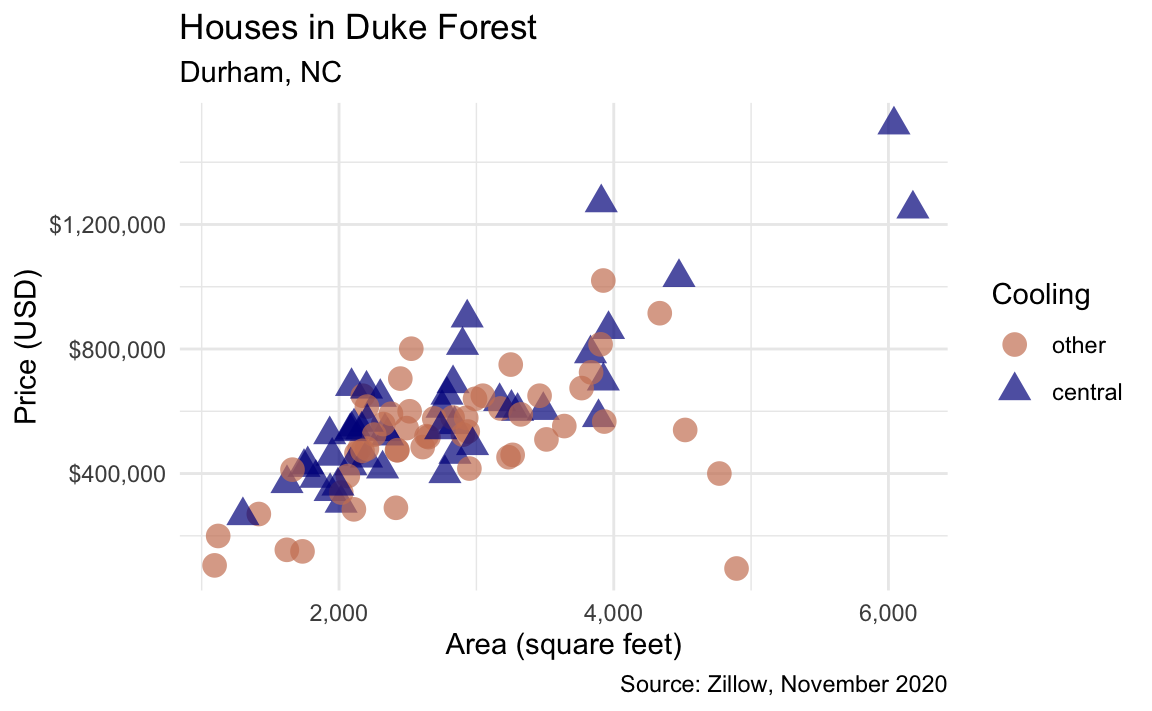 Houses in Duke Forest
Durham, NC
$1,200,000
$800,000
$400,000
Price (USD)
2,000
4,000
6,000
Area (square feet)
Cooling
other
central
Source: Zillow, November 2020